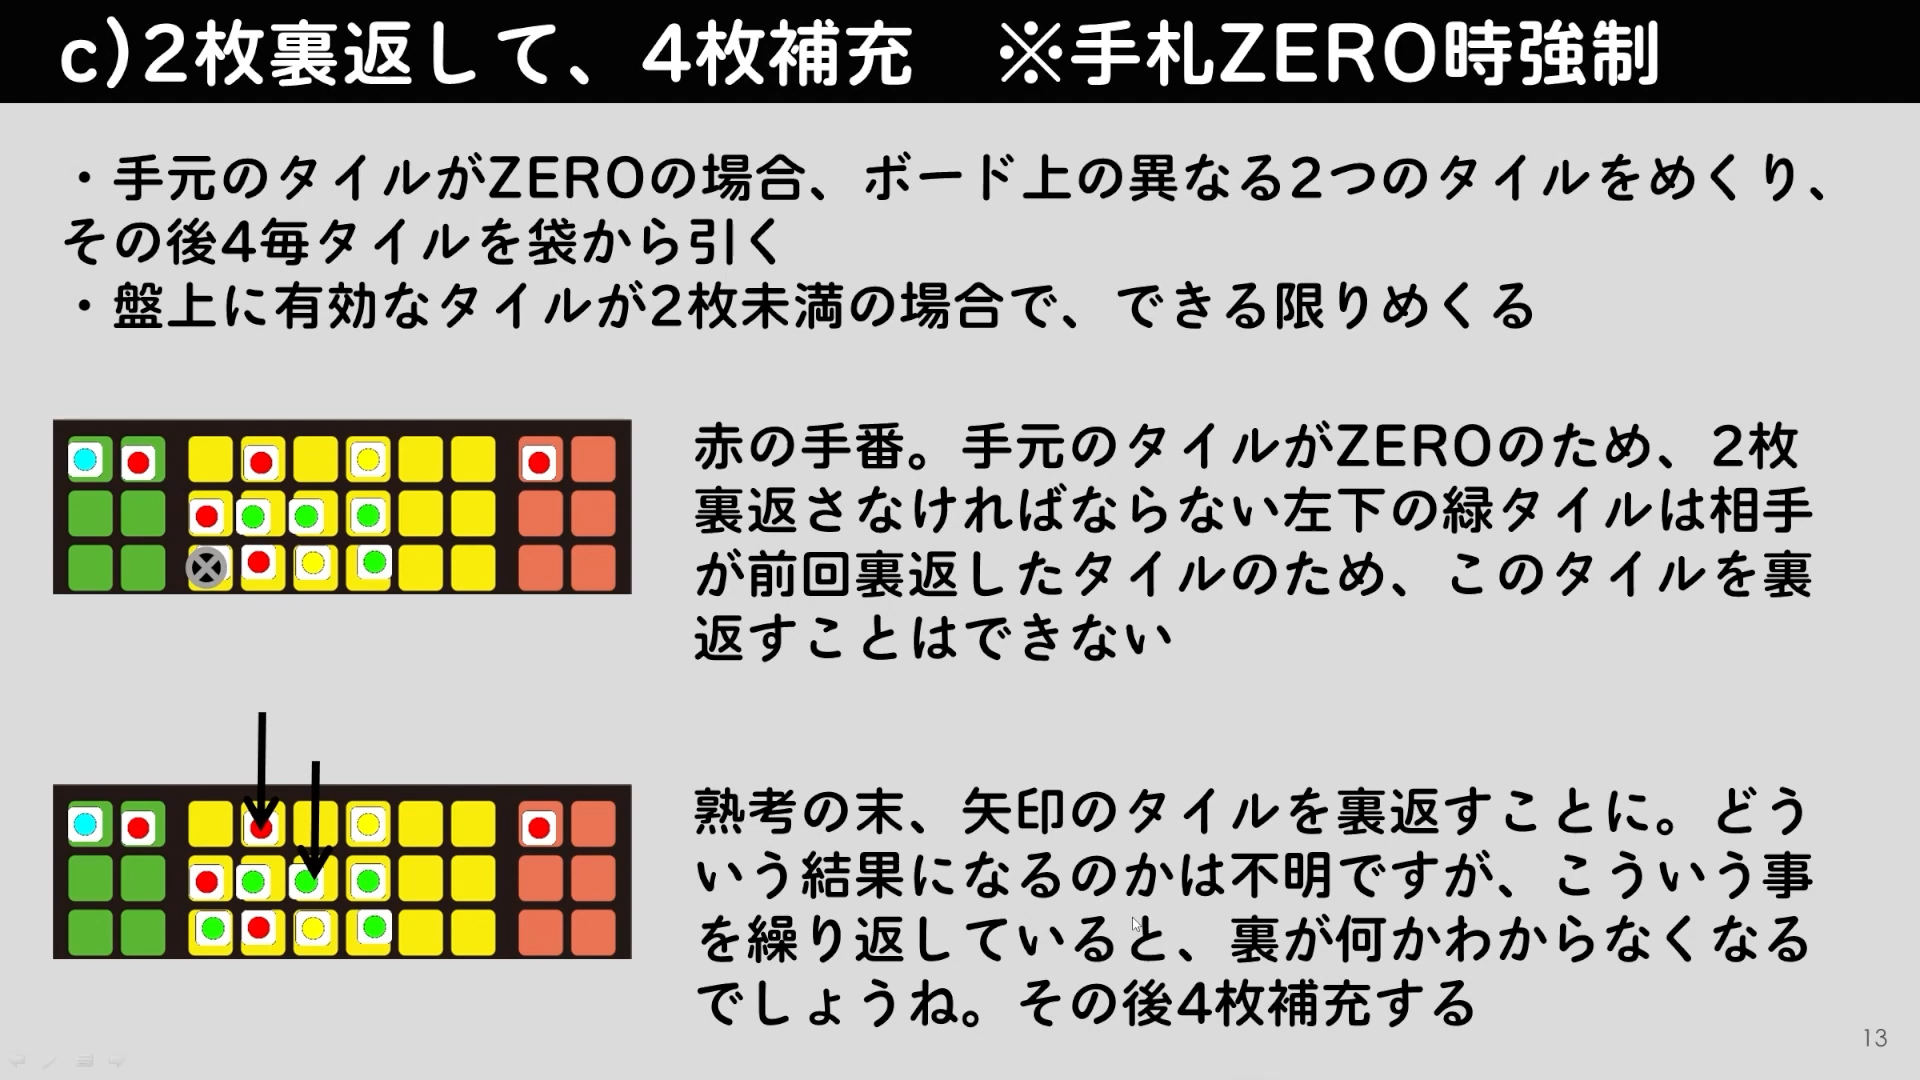 c)2枚裏返して、4枚補充　※手札ZERO時強制
・手元のタイルがZEROの場合、ボード上の異なる2つのタイルをめくり、
その後4毎タイルを袋から引く
・盤上に有効なタイルが2枚未満の場合で、できる限りめくる
赤の手番。手元のタイルがZEROのため、2枚
裏返さなければならない左下の緑タイルは相手
が前回裏返したタイルのため、このタイルを裏
返すことはできない
熟考の末、矢印のタイルを裏返すことに。どう
いう結果になるのかは不明ですが、こういう事
を繰り返していると、裏が何かわからなくなる
でしょうね。その後4枚補充する
13